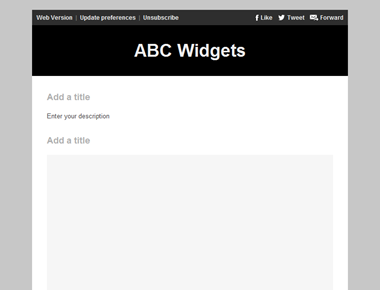 Web Version | Update preferences | Unsubscribe Like Tweet Forward
ABC Widgets
Add a title
Enter your description
Add a title